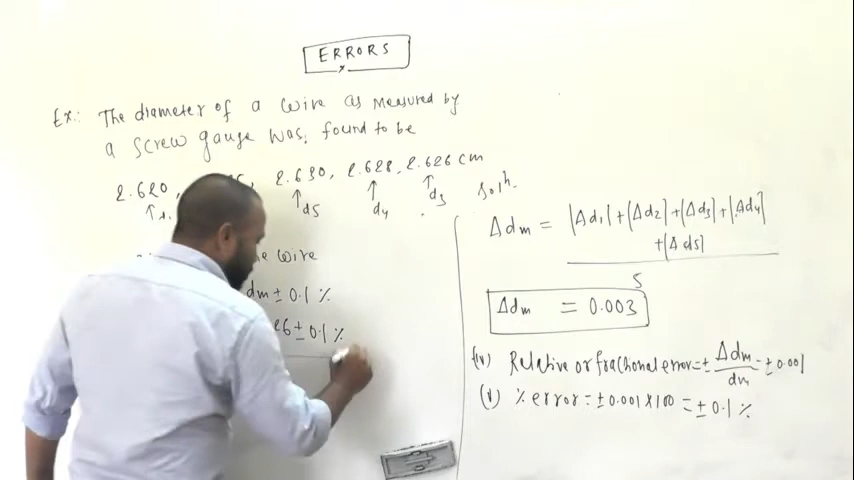 ERRORS
Ex.: The diameter of a wire as measured by
a screw gauge was, found to be
2.620, 2.630, 2.628, 2.626 cm
↑ ↑d5 ↑d4 ↑d3
wire
dm ± 0.1 %
26 ± 0.1 %
Soln.
Δdm = |Δd1| + |Δd2| + |Δd3| + |Δd4|
+ |Δd5|
5
Δdm = 0.003
(iv) Relative or frachonal error = ± Δdm/dm = ± 0.001
(v) % error = ± 0.001 X 100 = ± 0.1 %